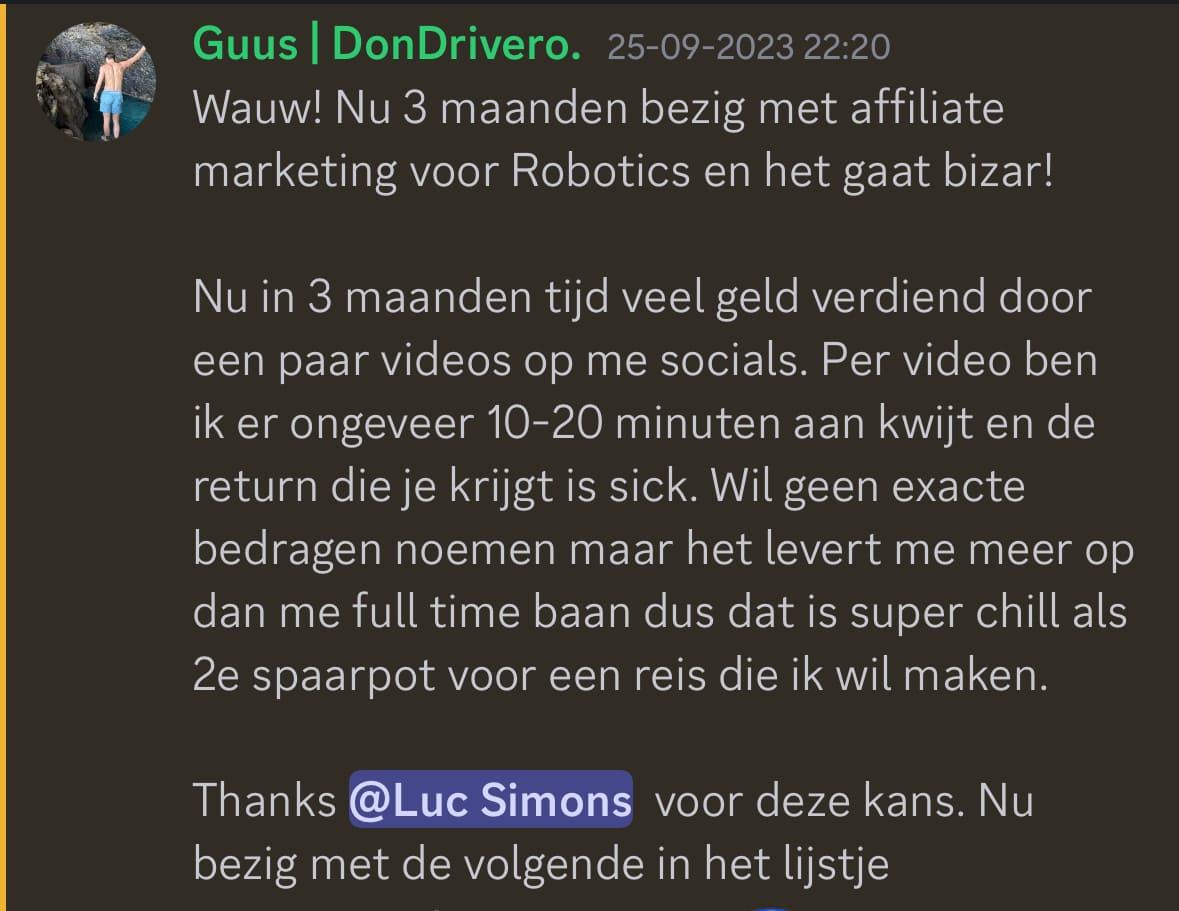 Guus | DonDrivero. 25-09-2023 22:20
Wauw! Nu 3 maanden bezig met affiliate
marketing voor Robotics en het gaat bizar!
Nu in 3 maanden tijd veel geld verdiend door
een paar videos op me socials. Per video ben
ik er ongeveer 10-20 minuten aan kwijt en de
return die je krijgt is sick. Wil geen exacte
bedragen noemen maar het levert me meer op
dan me full time baan dus dat is super chill als
2e spaarpot voor een reis die ik wil maken.
Thanks @Luc Simons voor deze kans. Nu
bezig met de volgende in het lijstje